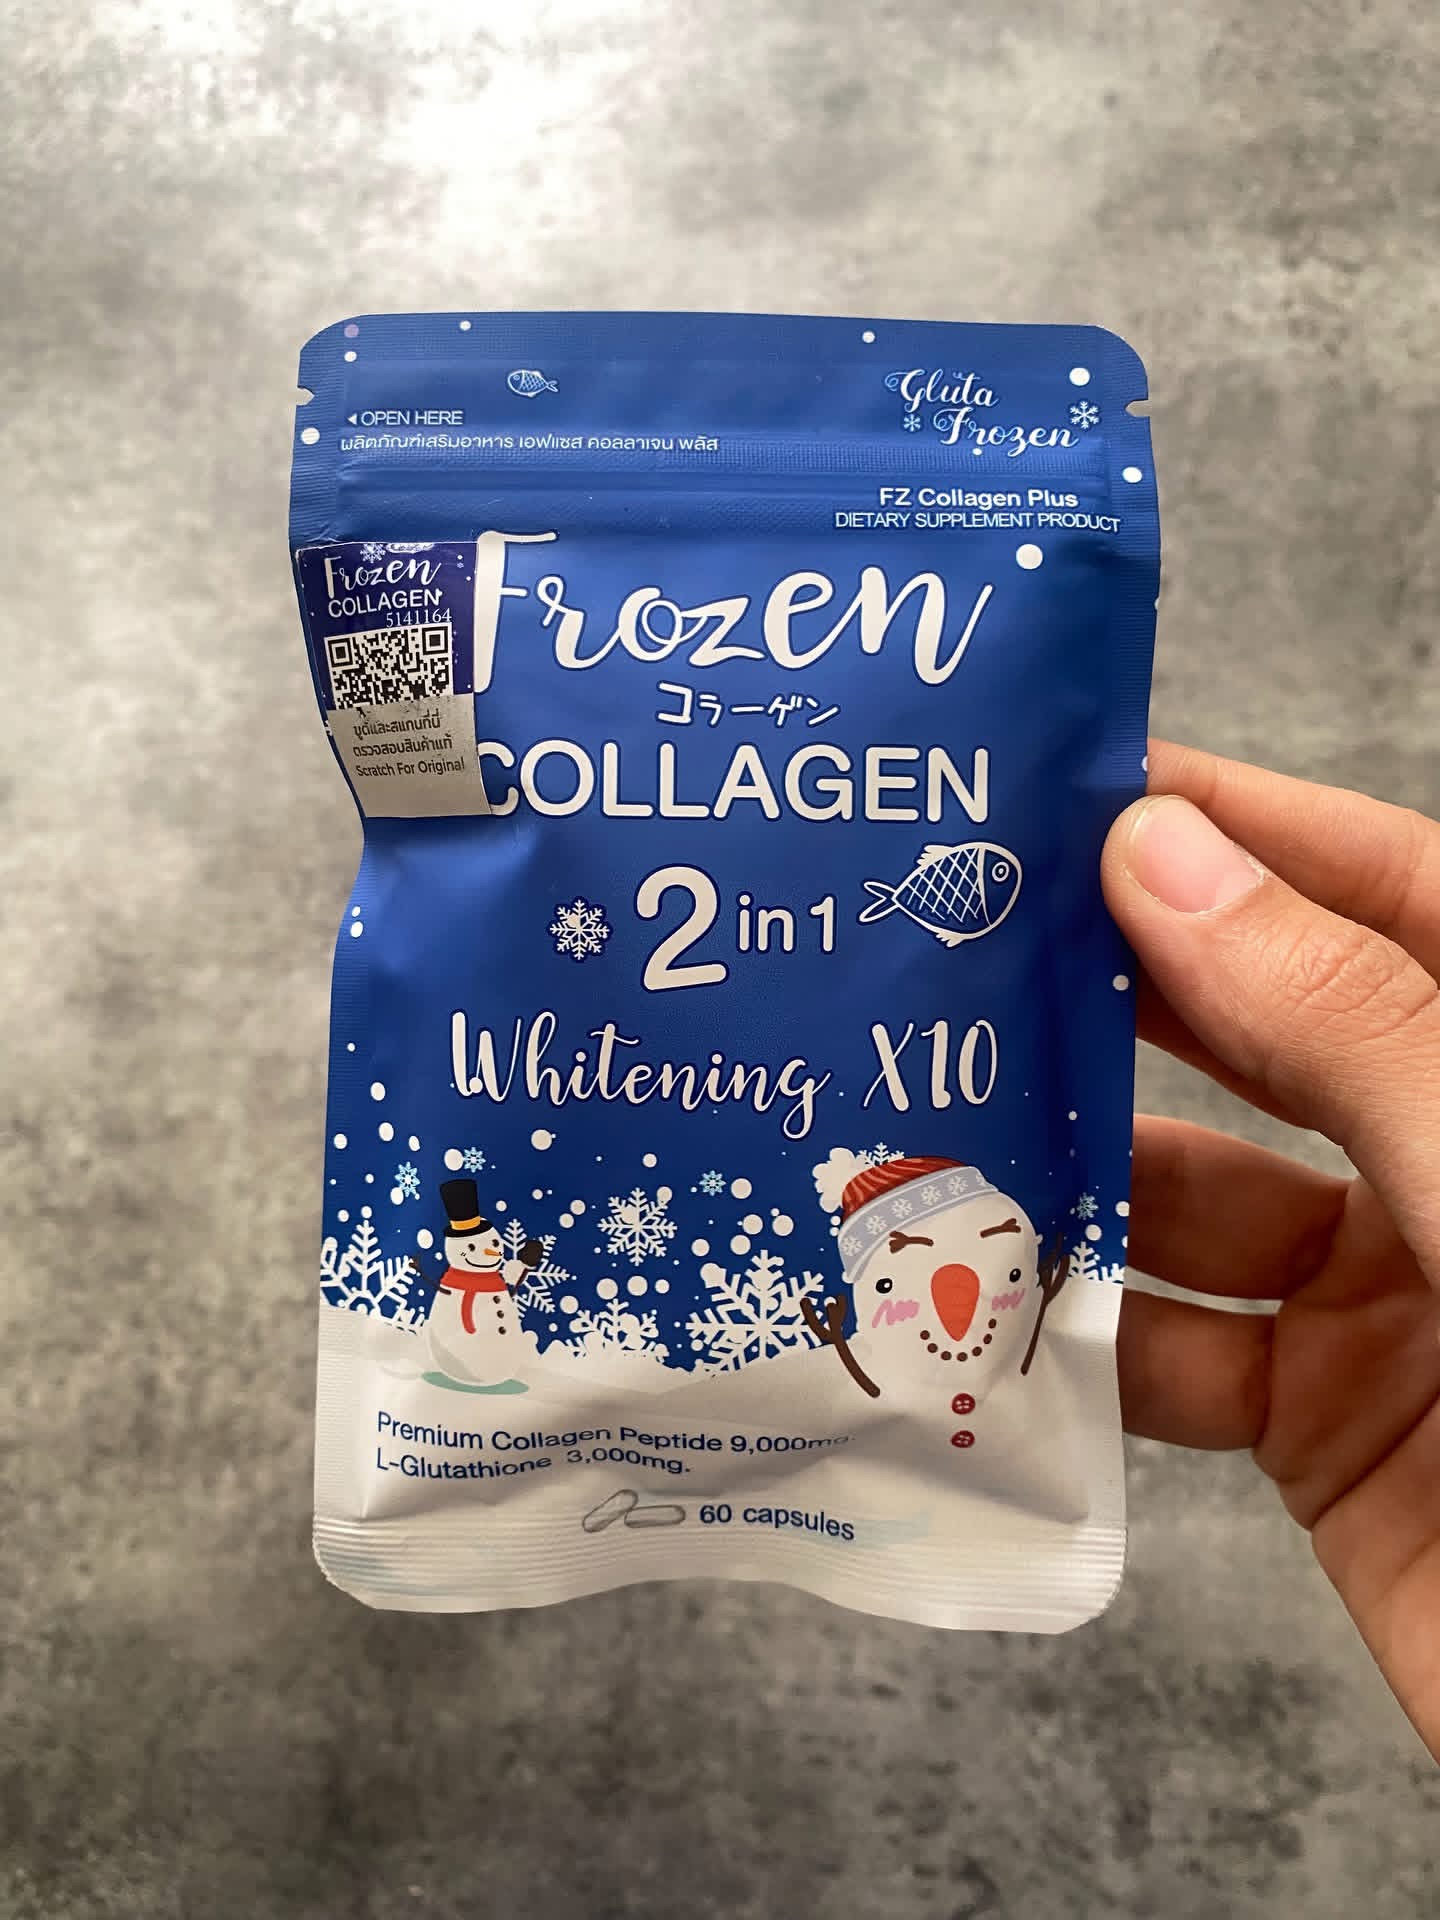 Gluta
Frozen
OPEN HERE
ผลิตภัณฑ์เสริมอาหาร เอฟแซส คอลลาเจน พลัส
FZ Collagen Plus
DIETARY SUPPLEMENT PRODUCT
Frozen
COLLAGEN
5141164
ขูดและสแกนที่นี่
ตรวจสอบสินค้าแท้
Scratch For Original
Frozen
コラーゲン
COLLAGEN
2 in 1
Whitening X10
Premium Collagen Peptide 9,000mg.
L-Glutathione 3,000mg.
60 capsules